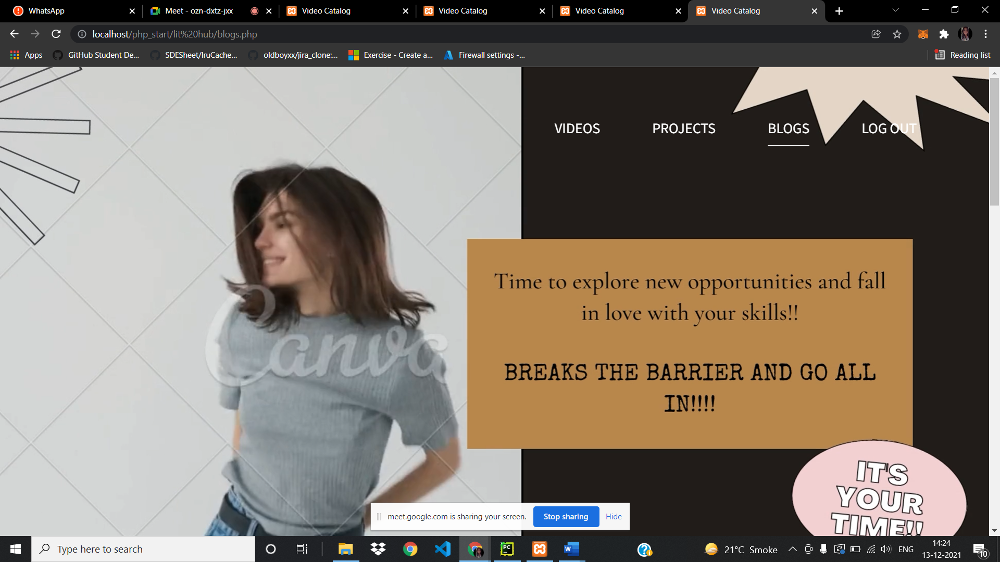 WhatsApp
Meet - ozn-dxtz-jxx
Video Catalog
Video Catalog
Video Catalog
Video Catalog
localhost/php_start/lit%20hub/blogs.php
Apps
GitHub Student De...
SDESheet/lruCache...
oldboyxx/jira_clone:...
Exercise - Create a...
Firewall settings -...
Reading list
VIDEOS
PROJECTS
BLOGS
LOG OUT
Time to explore new opportunities and fall
in love with your skills!!
BREAKS THE BARRIER AND GO ALL
IN!!!!
Canva
IT'S
YOUR
TIME!!
meet.google.com is sharing your screen.
Stop sharing
Hide
Type here to search
PC
W
21°C Smoke
ENG
14:24
13-12-2021
10